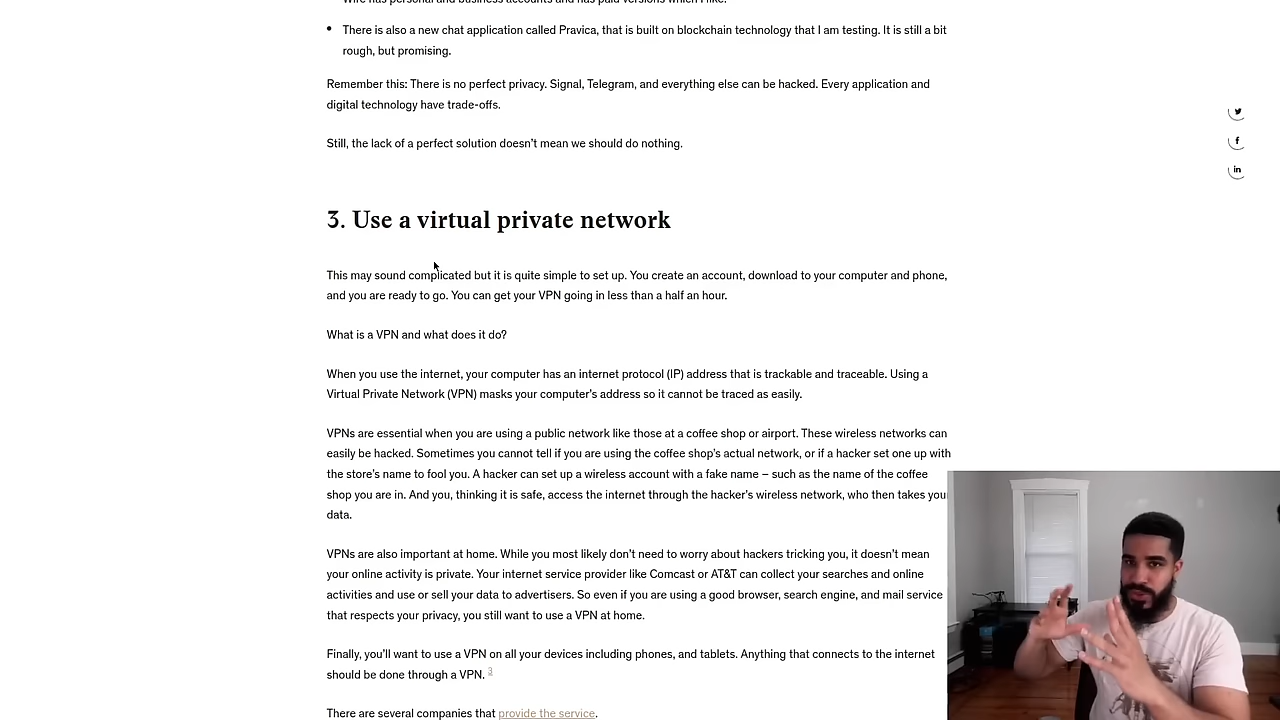 Wire has personal and business accounts and has paid versions which I like.
• There is also a new chat application called Pravica, that is built on blockchain technology that I am testing. It is still a bit
rough, but promising.
Remember this: There is no perfect privacy. Signal, Telegram, and everything else can be hacked. Every application and
digital technology have trade-offs.
Still, the lack of a perfect solution doesn't mean we should do nothing.
3. Use a virtual private network
This may sound complicated but it is quite simple to set up. You create an account, download to your computer and phone,
and you are ready to go. You can get your VPN going in less than a half an hour.
What is a VPN and what does it do?
When you use the internet, your computer has an internet protocol (IP) address that is trackable and traceable. Using a
Virtual Private Network (VPN) masks your computer's address so it cannot be traced as easily.
VPNs are essential when you are using a public network like those at a coffee shop or airport. These wireless networks can
easily be hacked. Sometimes you cannot tell if you are using the coffee shop's actual network, or if a hacker set one up with
the store's name to fool you. A hacker can set up a wireless account with a fake name – such as the name of the coffee
shop you are in. And you, thinking it is safe, access the internet through the hacker's wireless network, who then takes your
data.
VPNs are also important at home. While you most likely don't need to worry about hackers tricking you, it doesn't mean
your online activity is private. Your internet service provider like Comcast or AT&T can collect your searches and online
activities and use or sell your data to advertisers. So even if you are using a good browser, search engine, and mail service
that respects your privacy, you still want to use a VPN at home.
Finally, you'll want to use a VPN on all your devices including phones, and tablets. Anything that connects to the internet
should be done through a VPN. 3
There are several companies that provide the service.